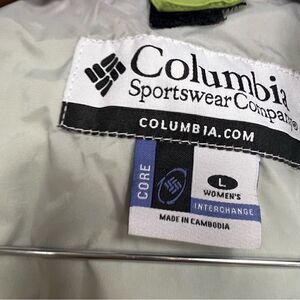 Columbia
Sportswear Company
COLUMBIA.COM
CORE
L
WOMEN'S
INTERCHANGE
MADE IN CAMBODIA